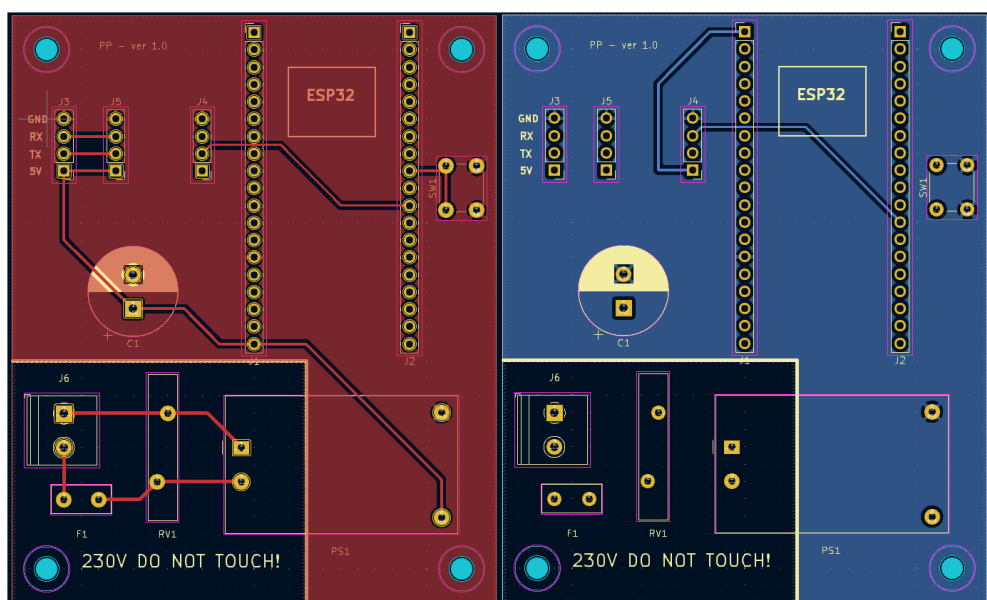 PP - ver 1.0
ESP32
J3
J5
J4
GND
RX
TX
5V
SW1
+
C1
J1
J2
J6
F1
RV1
PS1
230V DO NOT TOUCH!
PP - ver 1.0
ESP32
J3
J5
J4
GND
RX
TX
5V
SW1
+
C1
J1
J2
J6
F1
RV1
PS1
230V DO NOT TOUCH!